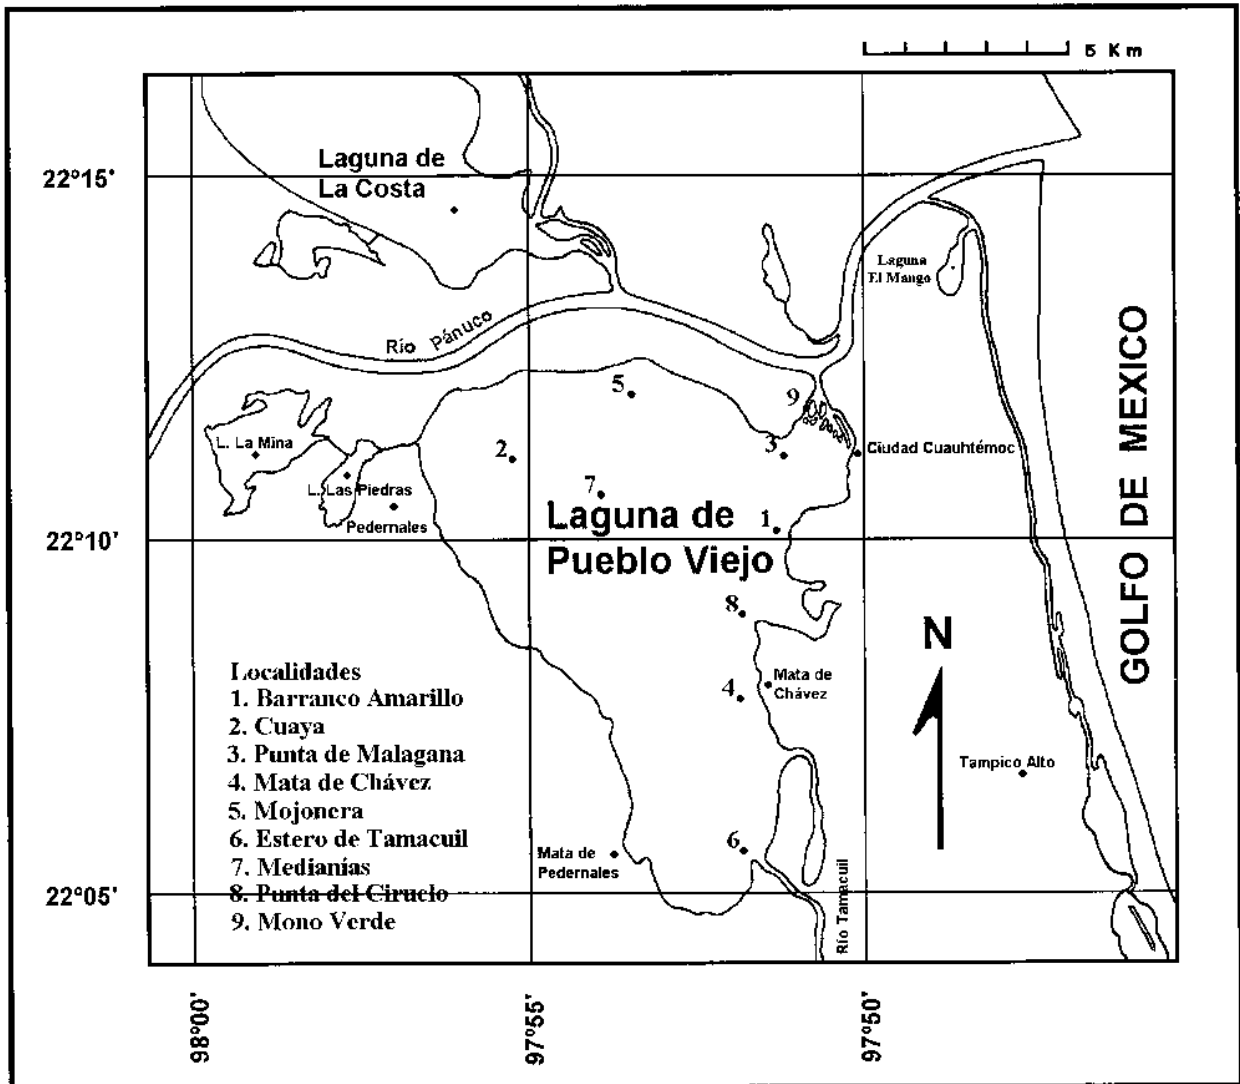 5 Km
Laguna de
La Costa
22°15'
Laguna
El Mango
Río Pánuco
GOLFO DE MEXICO
5
9
L. La Mina
2
3
Ciudad Cuauhtémoc
L. Las Piedras
7
Pedernales
Laguna de
1
22°10'
Pueblo Viejo
8
N
Localidades
Mata de
Chávez
4
1. Barranco Amarillo
2. Cuaya
3. Punta de Malagana
4. Mata de Chávez
5. Mojonera
6. Estero de Tamacuil
7. Medianías
8. Punta del Ciruelo
9. Mono Verde
Tampico Alto
6
Mata de
Pedernales
Río Tamacuil
22°05'
98°00'
97°55'
97°50'